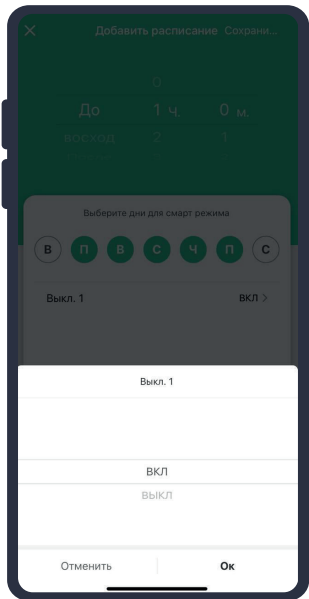 Добавить расписание Сохрани...
0
До 1 ч. 0 м.
восход 2 1
Выберите дни для смарт режима
В П В С Ч П С
Выкл. 1 ВКЛ
Выкл. 1
ВКЛ
ВЫКЛ
Отменить Ок